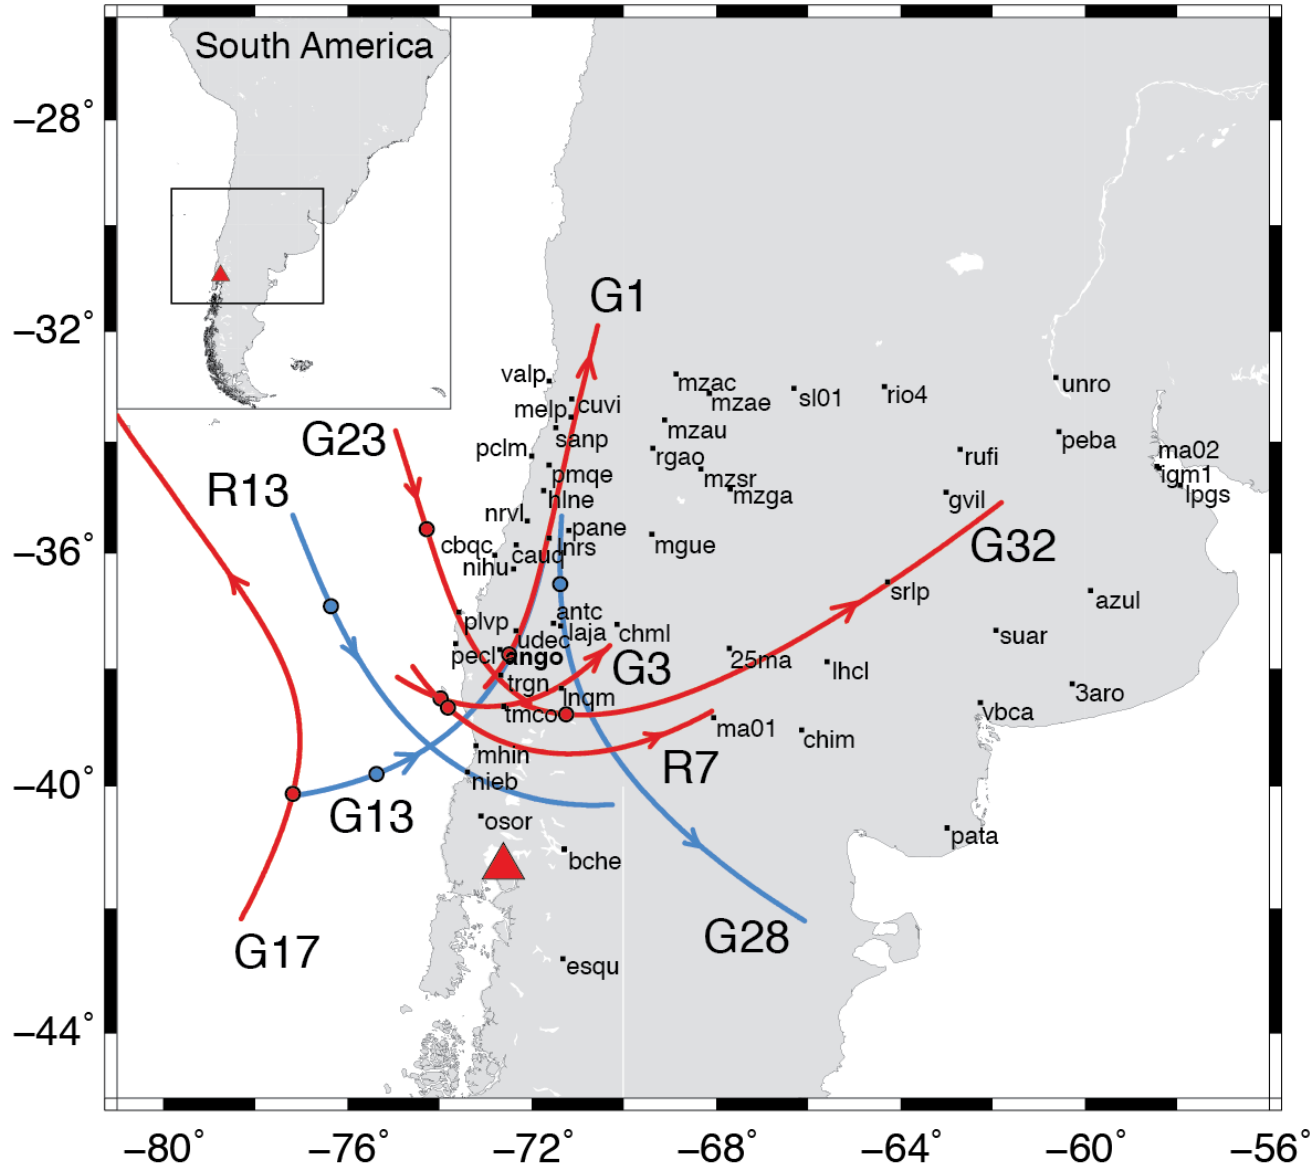 South America
−28°
−32°
−36°
−40°
−44°
−80°
−76°
−72°
−68°
−64°
−60°
−56°
G1
G23
R13
G32
G3
R7
G13
G28
G17
valp
melp
cuvi
sanp
pclm
pmqe
hlne
nrvl
pane
lnrs
cbqc
cauq
nihu
antc
plvp
udec
laja
chml
pecl
ango
trgn
lnqm
tmco
mhin
nieb
osor
bche
esqu
mzac
mzae
sl01
rio4
mzau
rgao
mzsr
mzga
mgue
unro
peba
rufi
ma02
igm1
lpgs
gvil
srlp
azul
suar
25ma
lhcl
3aro
vbca
ma01
chim
pata